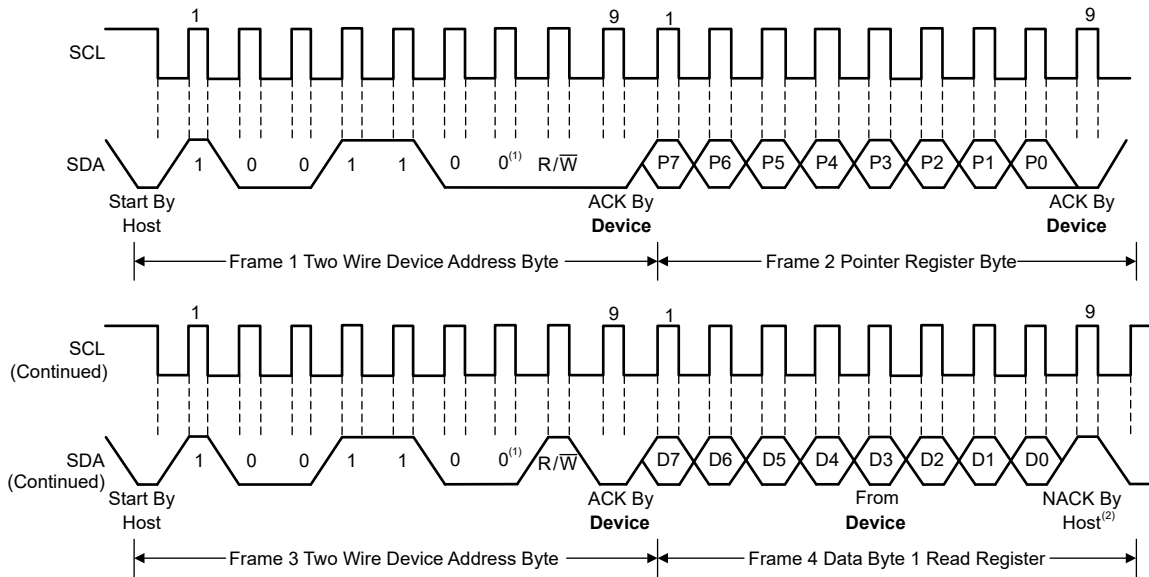 1 9 1 9
SCL
SDA 1 0 0 1 1 0 0(1) R/W̅ P7 P6 P5 P4 P3 P2 P1 P0
Start By Host
ACK By Device
ACK By Device
Frame 1 Two Wire Device Address Byte
Frame 2 Pointer Register Byte
1 9 1 9
SCL
(Continued)
SDA
(Continued)
1 0 0 1 1 0 0(1) R/W̅ D7 D6 D5 D4 D3 D2 D1 D0
Start By Host
ACK By Device
From Device
NACK By Host(2)
Frame 3 Two Wire Device Address Byte
Frame 4 Data Byte 1 Read Register